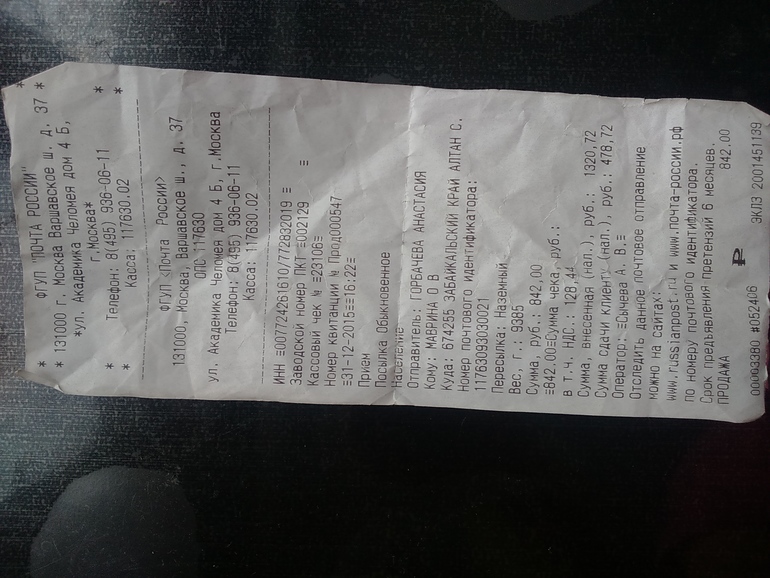 * ФГУП "ПОЧТА РОССИИ" *
* 131000 г. Москва Варшавское ш. д. 37 *
*ул. Академика Челомея дом 4 Б,
г.Москва*
* Телефон: 8(495) 936-06-11 *
* Касса: 117630.02 *
ФГУП <Почта России>
131000,, Москва, Варшавское ш., д. 37
ОПС 117630
ул. Академика Челомея дом 4 Б, г.Москва
Телефон: 8(495) 936-06-11
Касса: 117630.02
ИНН ≡007724261610/772832019 ≡
Заводской номер ПКТ =002129 ≡
Кассовый чек № ≡23106≡
Номер квитанции № Прод000547
≡31-12-2015≡≡16:22≡
Прием
Посылка Обыкновенное
Население
Отправитель: ГОРБАЧЕВА АНАСТАСИЯ
Кому: МАВРИНА О В
Куда: 674255 ЗАБАЙКАЛЬСКИЙ КРАЙ АЛТАН С.
Номер почтового идентификатора:
11763093030021
Пересылка: Наземный
Вес, г.: 9385
Сумма, руб.: 842,00
≡842.00≡Сумма чека, руб.:
в т.ч. НДС.: 128,44
Сумма, внесенная (нал.), руб.: 1320,72
Сумма сдачи клиенту (нал.), руб.: 478,72
Оператор: ≡Сычева А. В.≡
Отследить данное почтовое отправление
можно на сайтах:
www.russianpost.ru и www.почта-россии.рф
по номеру почтового идентификатора.
Срок предъявления претензий 6 месяцев.
ПРОДАЖА 842.00
00003380 #052406 ЭКЛЗ 2001451139